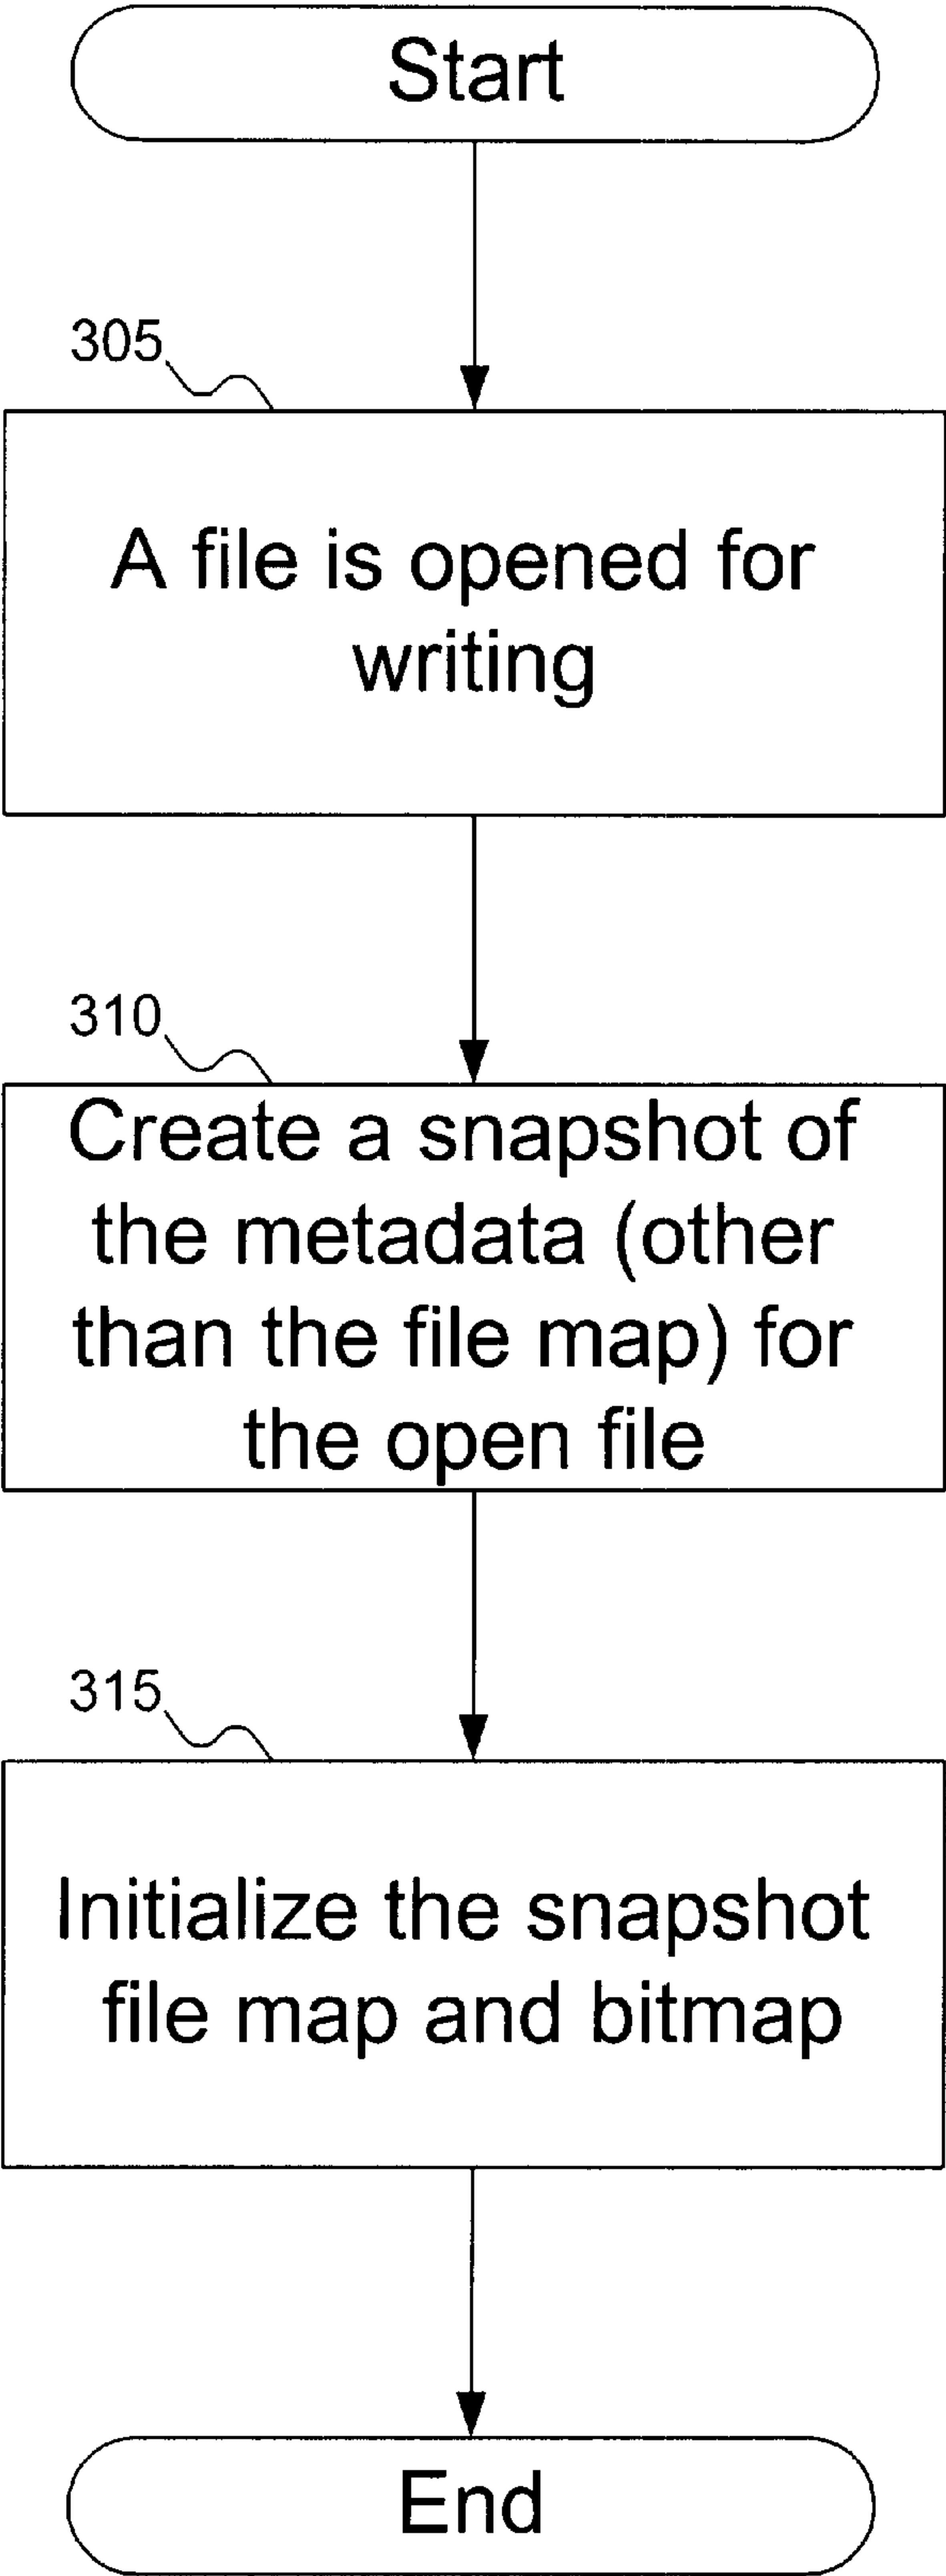 Start
305
A file is opened for
writing
310
Create a snapshot of
the metadata (other
than the file map) for
the open file
315
Initialize the snapshot
file map and bitmap
End